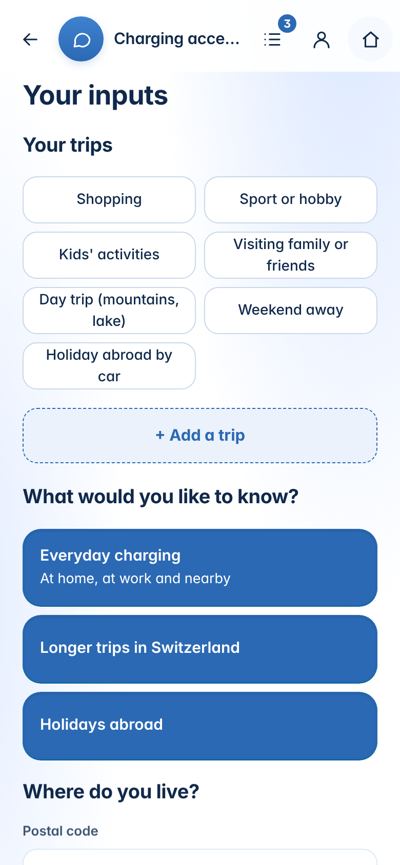 Charging acce...
3
Your inputs
Your trips
Shopping
Sport or hobby
Kids' activities
Visiting family or
friends
Day trip (mountains,
lake)
Weekend away
Holiday abroad by
car
+ Add a trip
What would you like to know?
Everyday charging
At home, at work and nearby
Longer trips in Switzerland
Holidays abroad
Where do you live?
Postal code